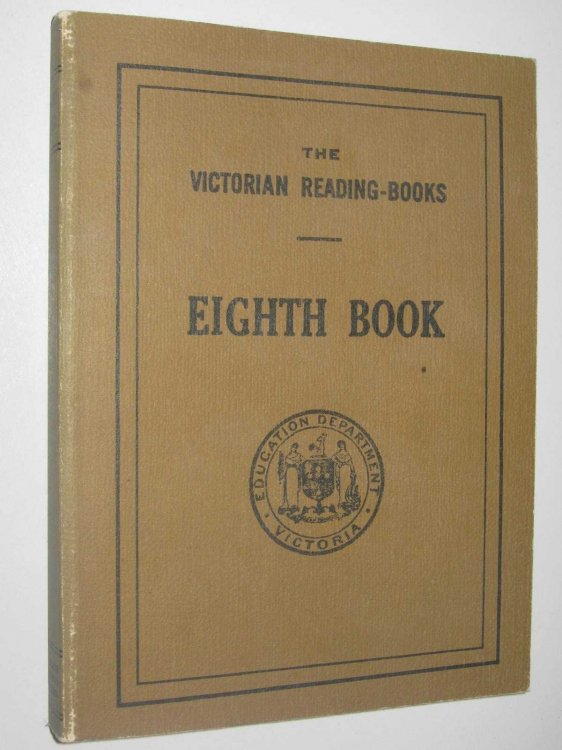 THE
VICTORIAN READING-BOOKS
EIGHTH BOOK
· EDUCATION DEPARTMENT ·
VICTORIA